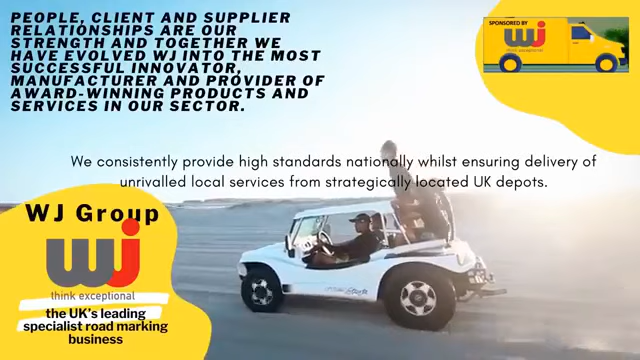 PEOPLE, CLIENT AND SUPPLIER
RELATIONSHIPS ARE OUR
STRENGTH AND TOGETHER WE
HAVE EVOLVED WJ INTO THE MOST
SUCCESSFUL INNOVATOR,
MANUFACTURER AND PROVIDER OF
AWARD-WINNING PRODUCTS AND
SERVICES IN OUR SECTOR.
SPONSORED BY
wj
think exceptional
We consistently provide high standards nationally whilst ensuring delivery of
unrivalled local services from strategically located UK depots.
WJ Group
wj
think exceptional
the UK's leading
specialist road marking
business